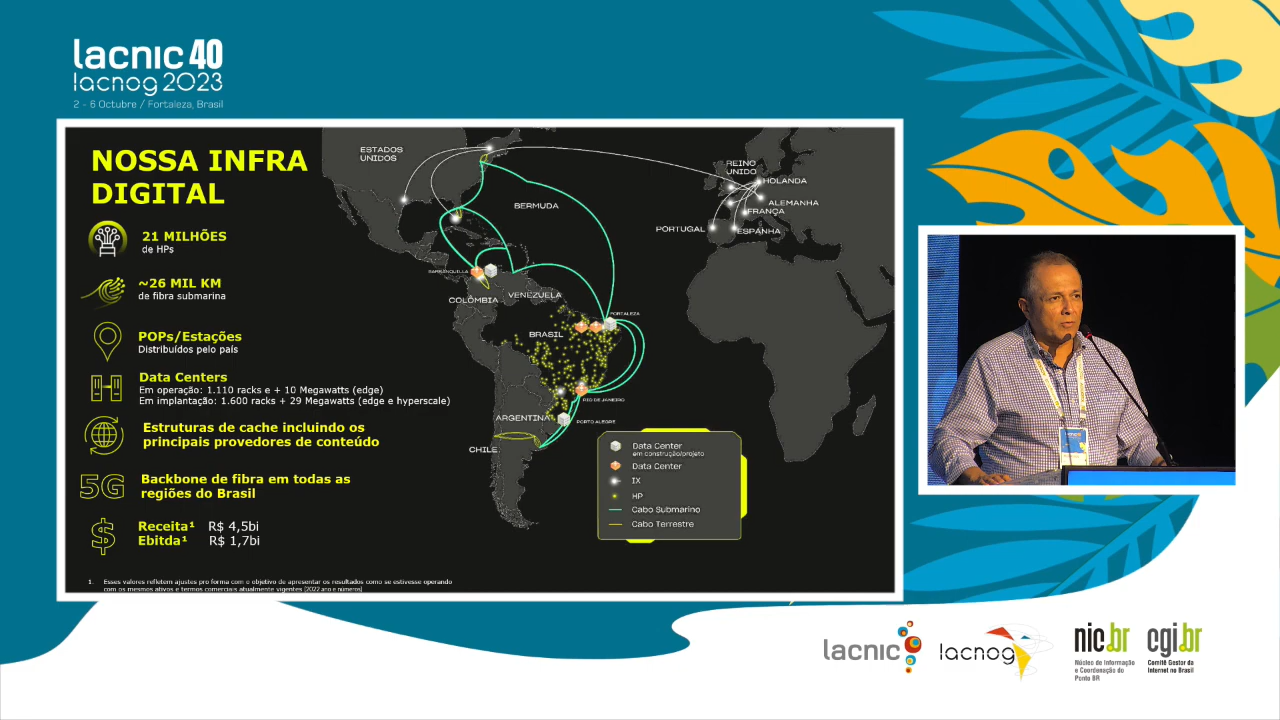 lacnic 40
lacnog 2023
2 - 6 Octubre / Fortaleza, Brasil
NOSSA INFRA
DIGITAL
21 MILHÕES
de HPs
~26 MIL KM
de fibra submarina
POPs/Estações
Distribuídos pelo país
Data Centers
Em operação: 1.110 racks e + 10 Megawatts (edge)
Em implantação: 1.600 racks + 29 Megawatts (edge e hyperscale)
Estruturas de cache incluindo os
principais provedores de conteúdo
5G
Backbone de fibra em todas as
regiões do Brasil
$
Receita¹ R$ 4,5bi
Ebitda¹ R$ 1,7bi
1. Esses valores refletem ajustes pro forma com o objetivo de apresentar os resultados como se estivesse operando
com os mesmos ativos e termos comerciais atualmente vigentes (2022 ano e números)
ESTADOS
UNIDOS
BERMUDA
REINO
UNIDO
HOLANDA
ALEMANHA
FRANÇA
PORTUGAL
ESPANHA
BARRANQUILLA
COLÔMBIA
VENEZUELA
FORTALEZA
BRASIL
RIO DE JANEIRO
ARGENTINA
PORTO ALEGRE
CHILE
Data Center
em construção/projeto
Data Center
IX
HP
Cabo Submarino
Cabo Terrestre
lacnic
lacnog
nic.br
Núcleo de Informação
e Coordenação do
Ponto BR
cgi.br
Comitê Gestor da
Internet no Brasil